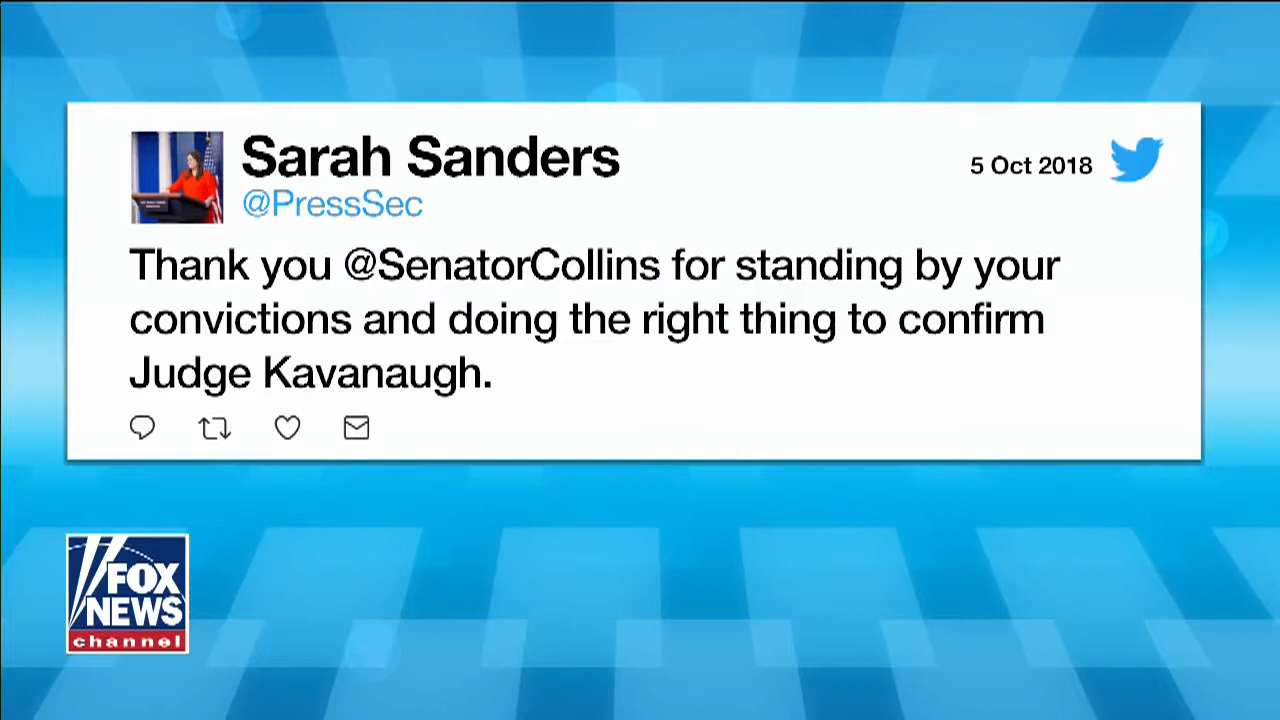 Sarah Sanders
@PressSec
5 Oct 2018
Thank you @SenatorCollins for standing by your
convictions and doing the right thing to confirm
Judge Kavanaugh.
FOX
NEWS
channel